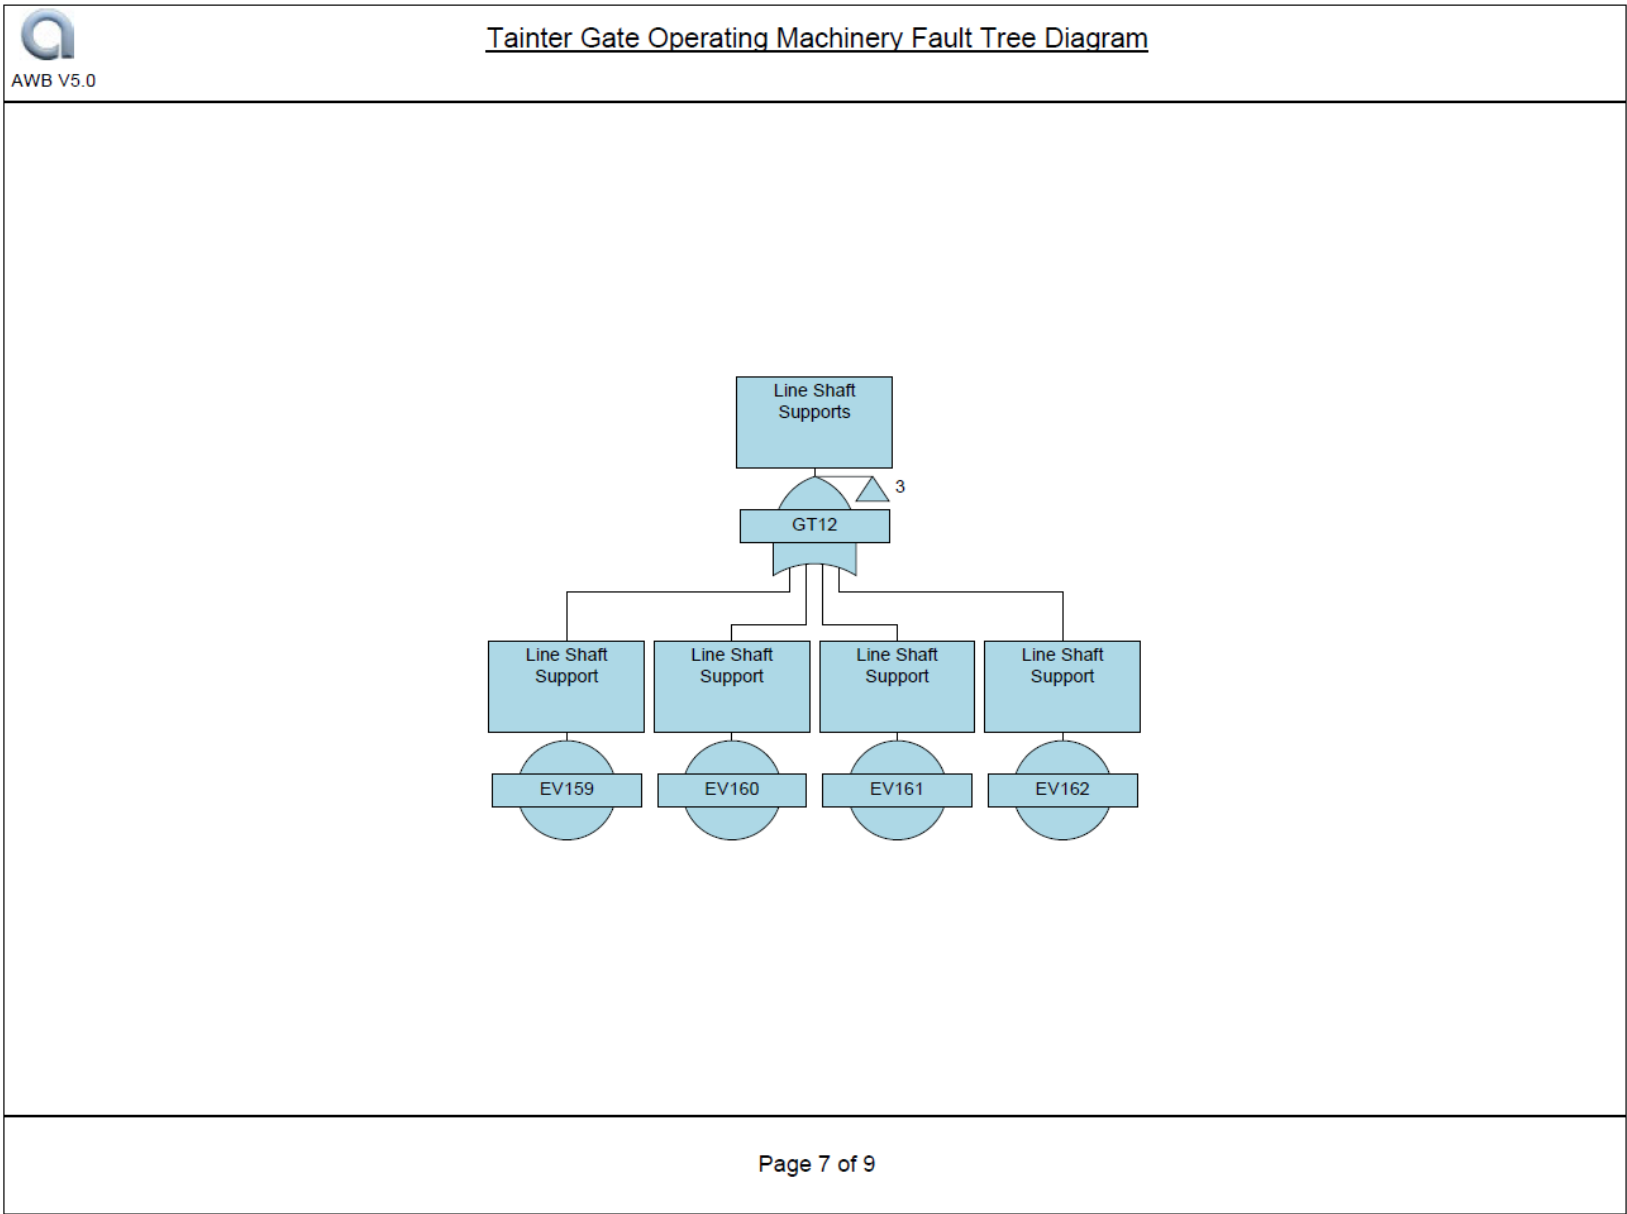 AWB V5.0
Tainter Gate Operating Machinery Fault Tree Diagram
Line Shaft
Supports
3
GT12
Line Shaft
Support
Line Shaft
Support
Line Shaft
Support
Line Shaft
Support
EV159
EV160
EV161
EV162
Page 7 of 9